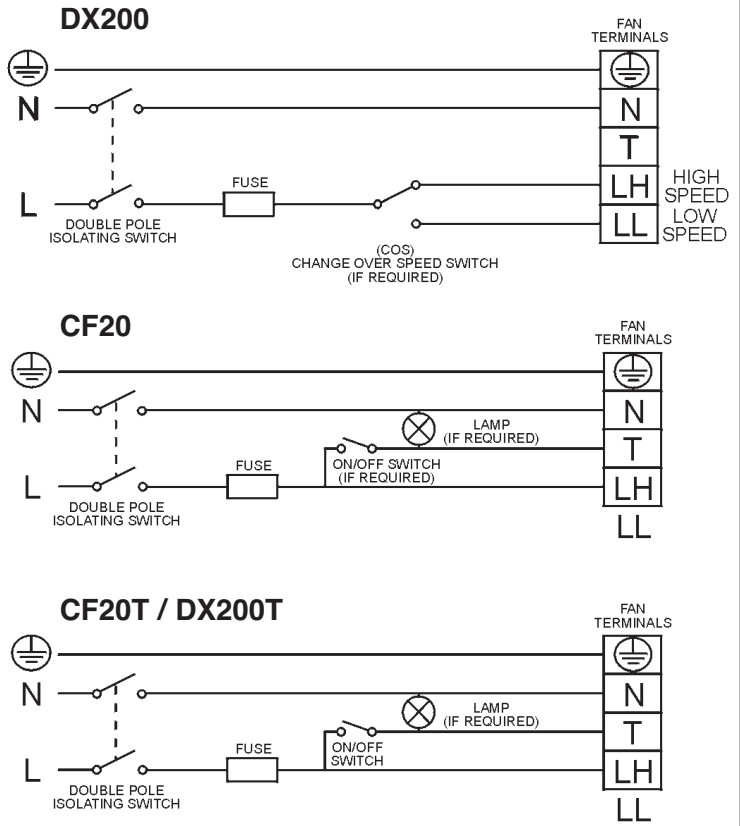 DX200
FAN
TERMINALS
N
N
T
L
FUSE
LH
HIGH
SPEED
LL
LOW
SPEED
DOUBLE POLE
ISOLATING SWITCH
(COS)
CHANGE OVER SPEED SWITCH
(IF REQUIRED)
CF20
FAN
TERMINALS
N
N
LAMP
(IF REQUIRED)
T
L
FUSE
ON/OFF SWITCH
(IF REQUIRED)
LH
DOUBLE POLE
ISOLATING SWITCH
LL
CF20T / DX200T
FAN
TERMINALS
N
N
LAMP
(IF REQUIRED)
T
L
FUSE
ON/OFF
SWITCH
LH
DOUBLE POLE
ISOLATING SWITCH
LL